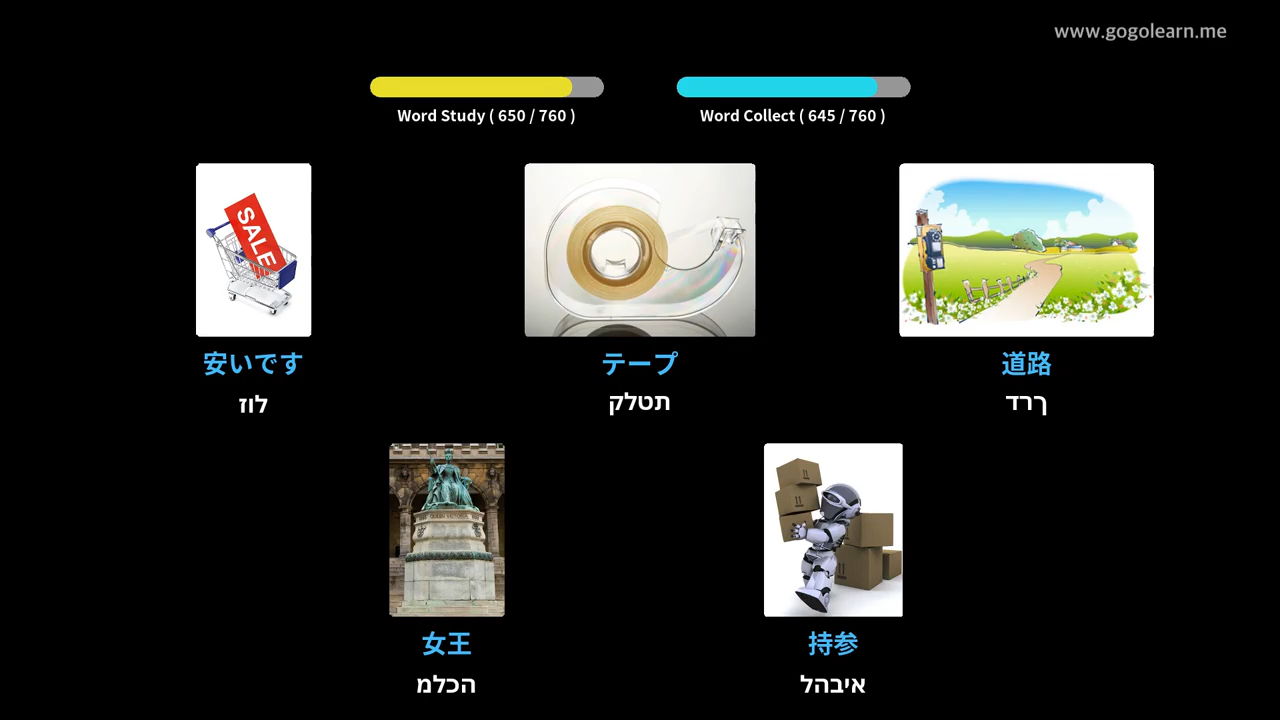 www.gogolearn.me
Word Study ( 650 / 760 )
Word Collect ( 645 / 760 )
SALE
安いです
テープ
道路
לוז
תטלק
ךרד
女王
持参
הכלמ
איבהל